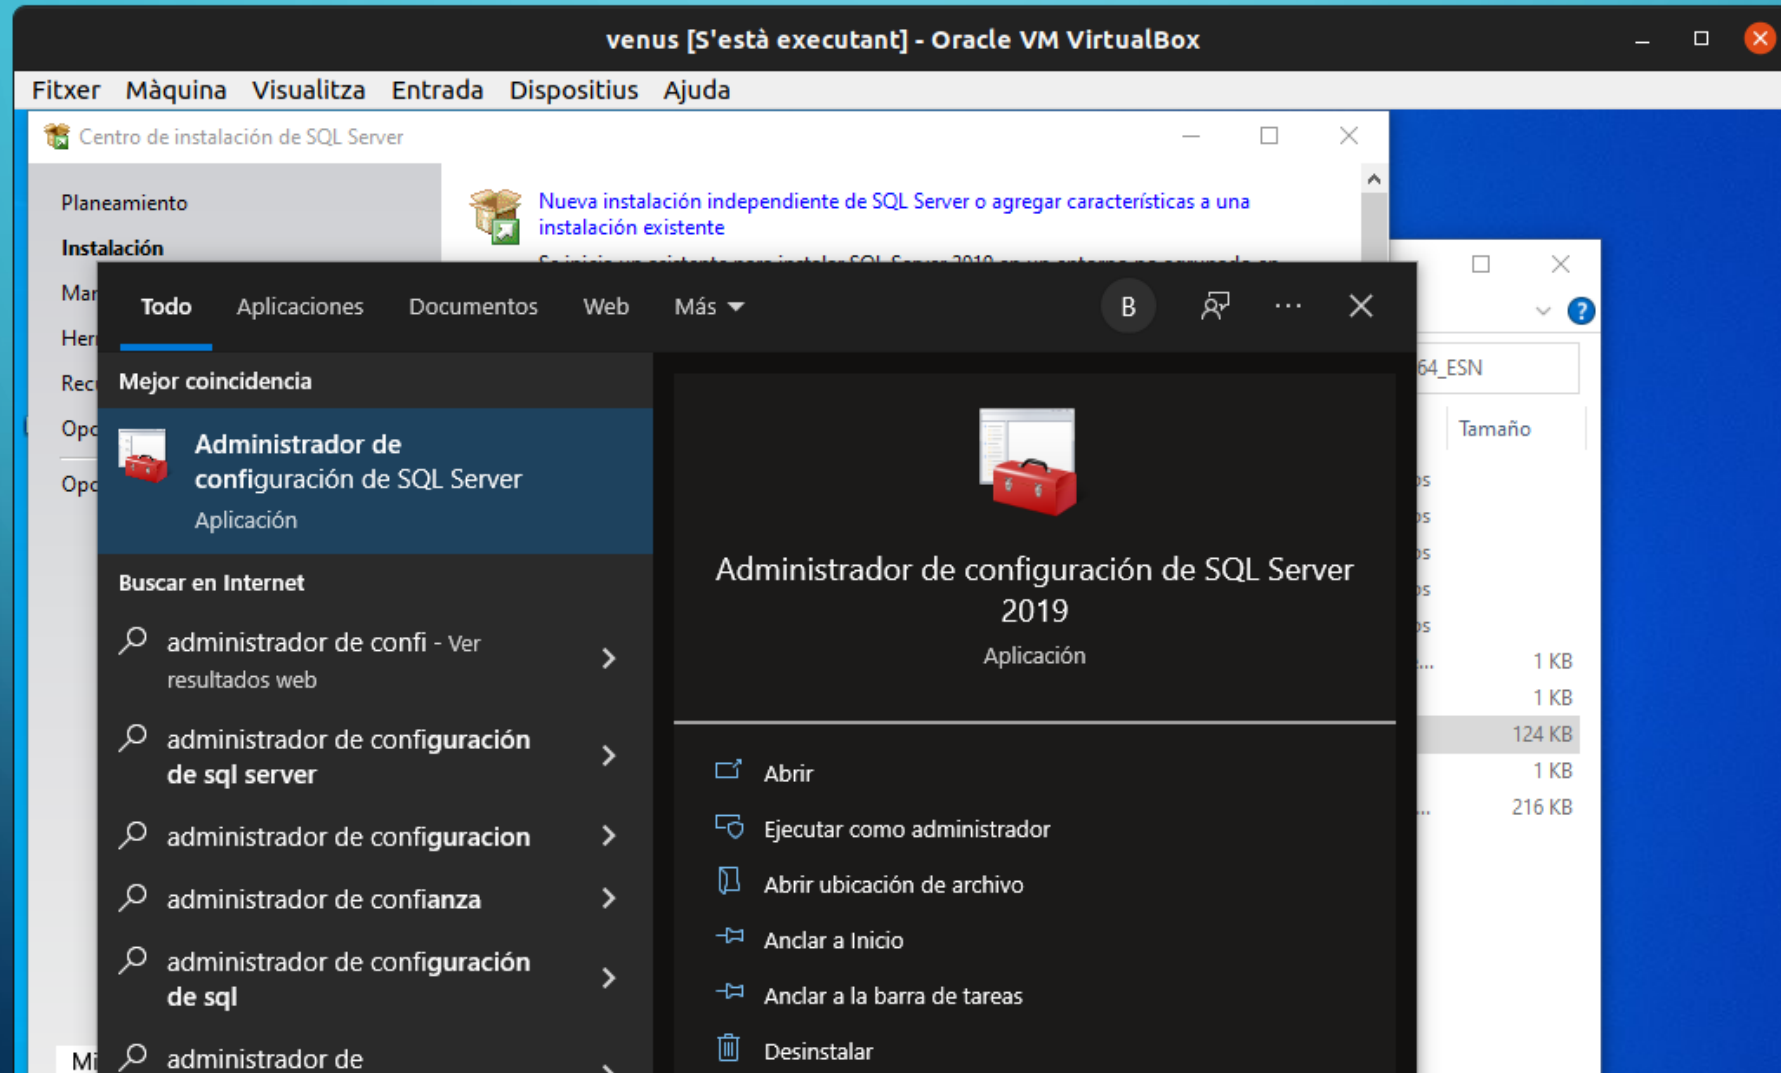 venus [S'està executant] - Oracle VM VirtualBox
Fitxer Màquina Visualitza Entrada Dispositius Ajuda
Centro de instalación de SQL Server
Planeamiento
Instalación
Nueva instalación independiente de SQL Server o agregar características a una
instalación existente
Todo Aplicaciones Documentos Web Más
B
Mejor coincidencia
Administrador de
configuración de SQL Server
Aplicación
Buscar en Internet
administrador de confi - Ver
resultados web
administrador de configuración
de sql server
administrador de configuracion
administrador de confianza
administrador de configuración
de sql
administrador de
Administrador de configuración de SQL Server
2019
Aplicación
Abrir
Ejecutar como administrador
Abrir ubicación de archivo
Anclar a Inicio
Anclar a la barra de tareas
Desinstalar
64_ESN
Tamaño
1 KB
1 KB
124 KB
1 KB
216 KB